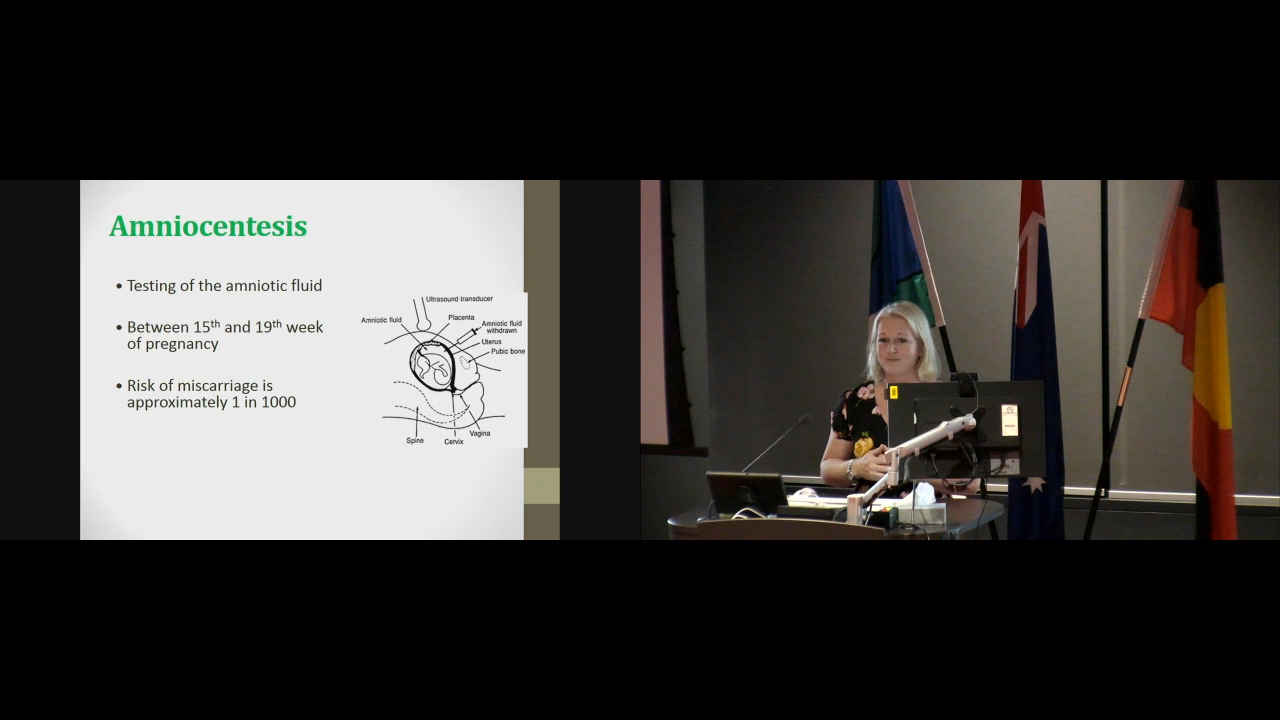 Amniocentesis
• Testing of the amniotic fluid
• Between 15th and 19th week
of pregnancy
• Risk of miscarriage is
approximately 1 in 1000
Ultrasound transducer
Amniotic fluid
Placenta
Amniotic fluid
withdrawn
Uterus
Pubic bone
Spine
Cervix
Vagina